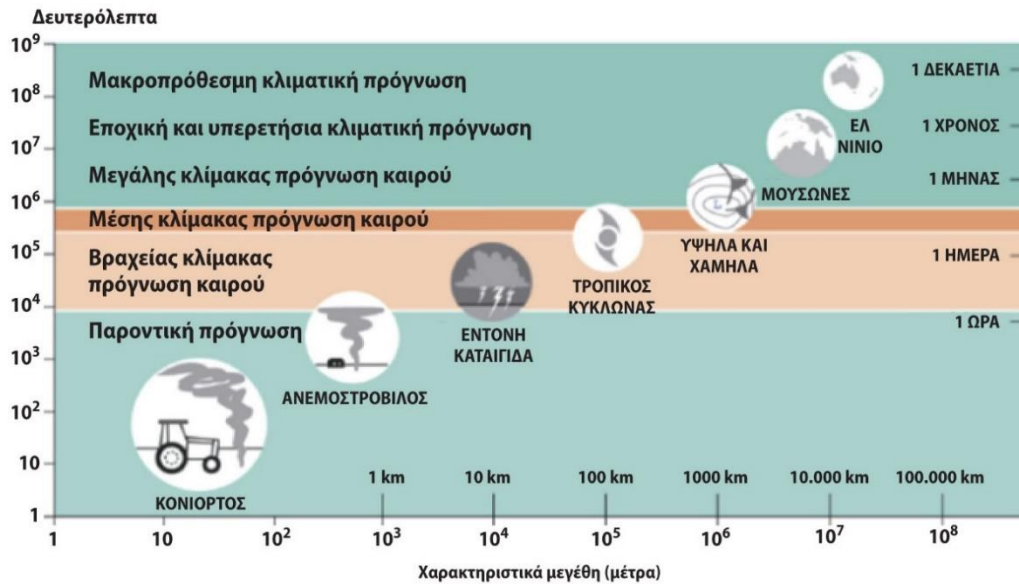 Δευτερόλεπτα
10⁹
10⁸
10⁷
10⁶
10⁵
10⁴
10³
10²
10
1
Μακροπρόθεσμη κλιματική πρόγνωση
Εποχική και υπερετήσια κλιματική πρόγνωση
Μεγάλης κλίμακας πρόγνωση καιρού
Μέσης κλίμακας πρόγνωση καιρού
Βραχείας κλίμακας
πρόγνωση καιρού
Παροντική πρόγνωση
1 ΔΕΚΑΕΤΙΑ
1 ΧΡΟΝΟΣ
1 ΜΗΝΑΣ
1 ΗΜΕΡΑ
1 ΩΡΑ
ΕΛ
ΝΙΝΙΟ
ΜΟΥΣΩΝΕΣ
ΥΨΗΛΑ ΚΑΙ
ΧΑΜΗΛΑ
L
ΤΡΟΠΙΚΟΣ
ΚΥΚΛΩΝΑΣ
ΕΝΤΟΝΗ
ΚΑΤΑΙΓΙΔΑ
ΑΝΕΜΟΣΤΡΟΒΙΛΟΣ
ΚΟΝΙΟΡΤΟΣ
1 km 10 km 100 km 1000 km 10.000 km 100.000 km
1 10 10² 10³ 10⁴ 10⁵ 10⁶ 10⁷ 10⁸
Χαρακτηριστικά μεγέθη (μέτρα)